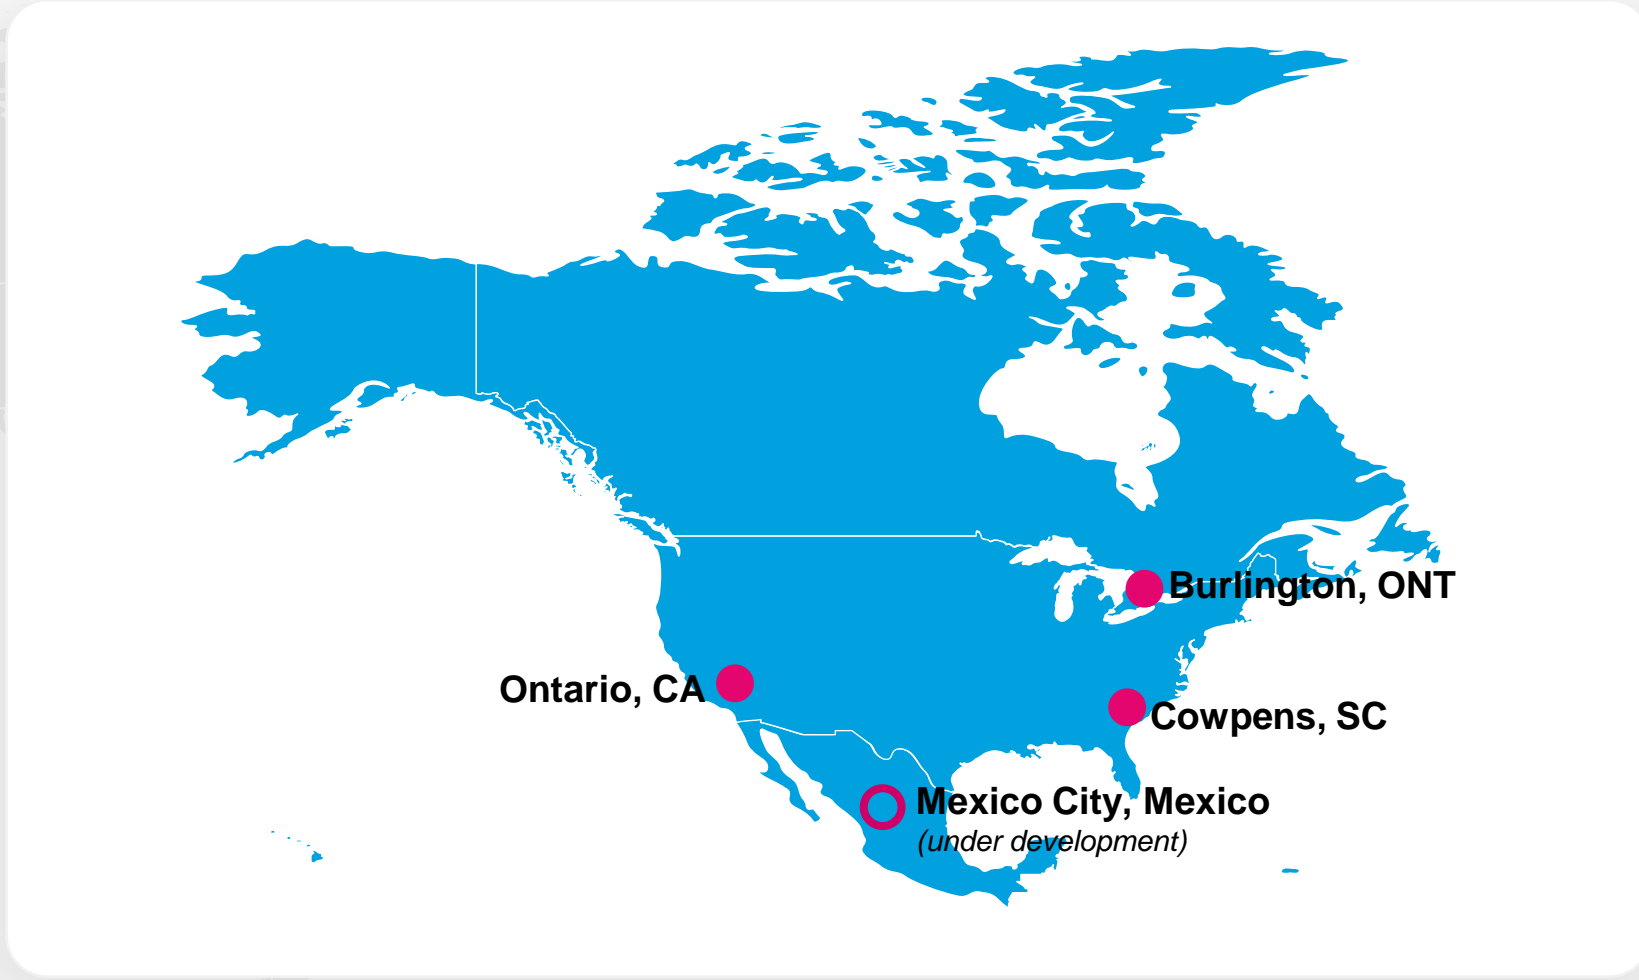 Burlington, ONT
Ontario, CA
Cowpens, SC
Mexico City, Mexico
(under development)